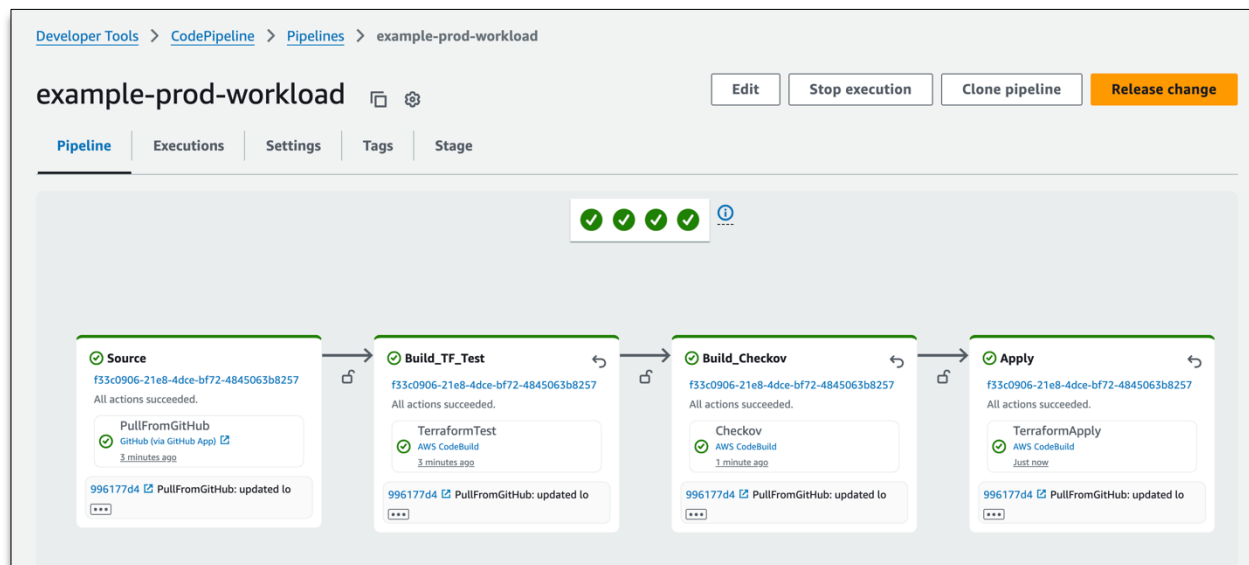 Developer Tools > CodePipeline > Pipelines > example-prod-workload
example-prod-workload
Edit
Stop execution
Clone pipeline
Release change
Pipeline
Executions
Settings
Tags
Stage
Source
f33c0906-21e8-4dce-bf72-4845063b8257
All actions succeeded.
PullFromGitHub
GitHub (via GitHub App)
3 minutes ago
996177d4 PullFromGitHub: updated lo
Build_TF_Test
f33c0906-21e8-4dce-bf72-4845063b8257
All actions succeeded.
TerraformTest
AWS CodeBuild
3 minutes ago
996177d4 PullFromGitHub: updated lo
Build_Checkov
f33c0906-21e8-4dce-bf72-4845063b8257
All actions succeeded.
Checkov
AWS CodeBuild
1 minute ago
996177d4 PullFromGitHub: updated lo
Apply
f33c0906-21e8-4dce-bf72-4845063b8257
All actions succeeded.
TerraformApply
AWS CodeBuild
Just now
996177d4 PullFromGitHub: updated lo